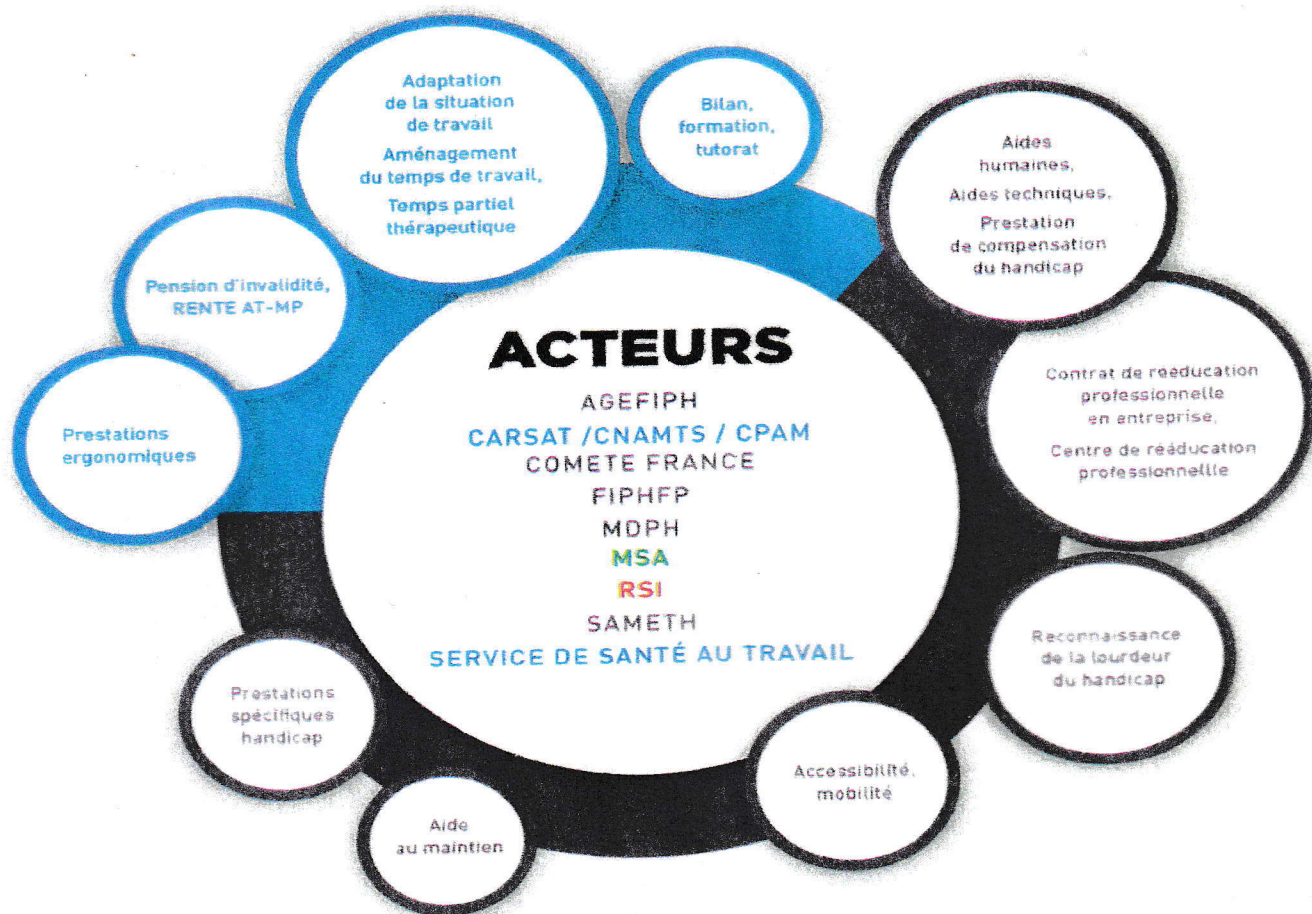 Adaptation
de la situation
de travail
Aménagement
du temps de travail,
Temps partiel
thérapeutique
Bilan,
formation,
tutorat
Aides
humaines,
Aides techniques,
Prestation
de compensation
du handicap
Pension d'invalidité,
RENTE AT-MP
Prestations
ergonomiques
ACTEURS
AGEFIPH
CARSAT /CNAMTS / CPAM
COMETE FRANCE
FIPHFP
MDPH
MSA
RSI
SAMETH
SERVICE DE SANTÉ AU TRAVAIL
Contrat de rééducation
professionnelle
en entreprise,
Centre de rééducation
professionnellle
Reconnaissance
de la lourdeur
du handicap
Prestations
spécifiques
handicap
Accessibilité,
mobilité
Aide
au maintien